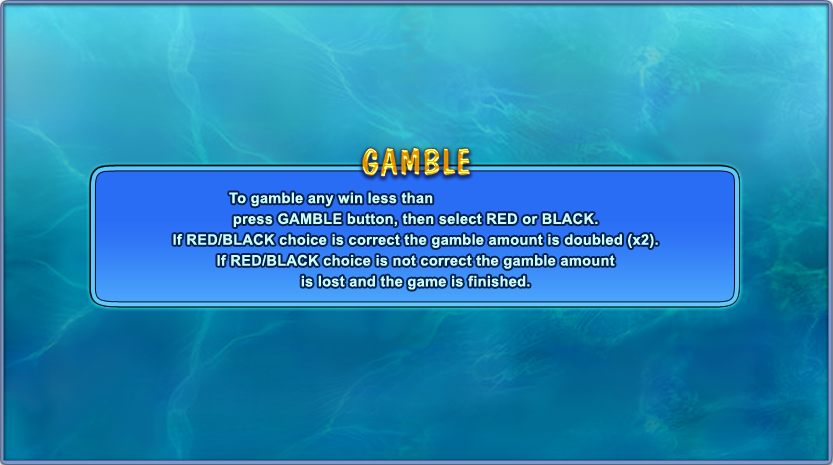 GAMBLE
To gamble any win less than
press GAMBLE button, then select RED or BLACK.
If RED/BLACK choice is correct the gamble amount is doubled (x2).
If RED/BLACK choice is not correct the gamble amount
is lost and the game is finished.